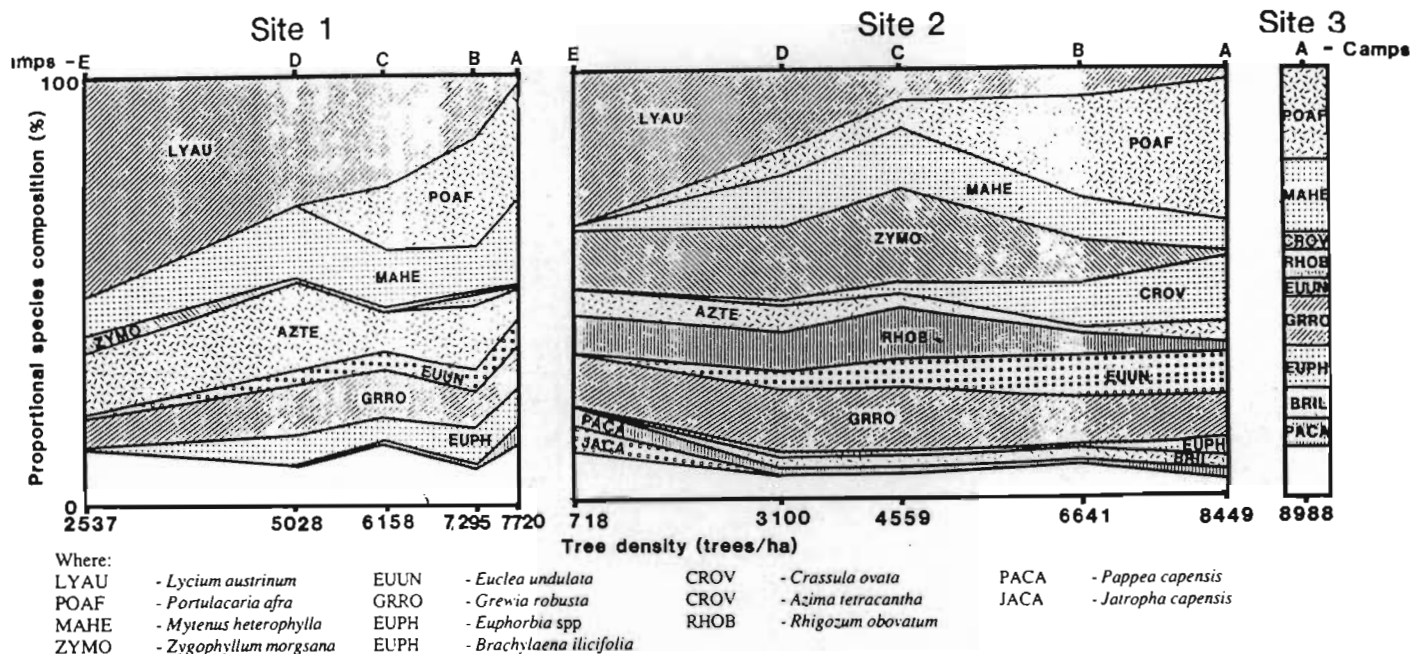 Site 1
Site 2
Site 3
imps - E D C B A
E D C B A
A - Camps
100
0
Proportional species composition (%)
LYAU
POAF
MAHE
ZYMO
AZTE
EUUN
GRRO
EUPH
LYAU
POAF
MAHE
ZYMO
CROV
AZTE
RHOB
EUUN
GRRO
PACA
JACA
EUPH
BRIL
POAF
MAHE
CROV
RHOB
EUUN
GRRO
EUPH
BRIL
PACA
2537 5028 6158 7.295 7720
718 3100 4559 6641 8449
8988
Tree density (trees/ha)
Where:
LYAU - Lycium austrinum EUUN - Euclea undulata CROV - Crassula ovata PACA - Pappea capensis
POAF - Portulacaria afra GRRO - Grewia robusta CROV - Azima tetracantha JACA - Jatropha capensis
MAHE - Mytenus heterophylla EUPH - Euphorbia spp RHOB - Rhigozum obovatum
ZYMO - Zygophyllum morgsana EUPH - Brachylaena ilicifolia